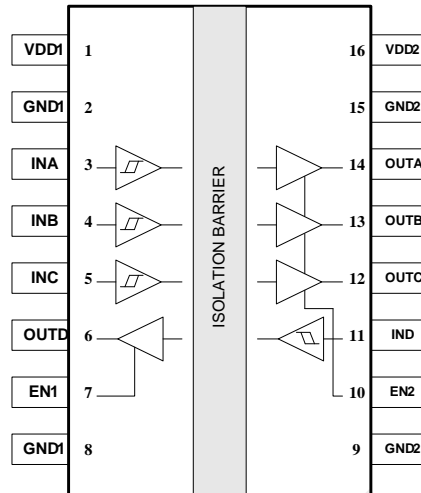 VDD1 1 16 VDD2
GND1 2 15 GND2
INA 3 14 OUTA
INB 4 13 OUTB
INC 5 12 OUTC
OUTD 6 11 IND
EN1 7 10 EN2
GND1 8 9 GND2
ISOLATION BARRIER